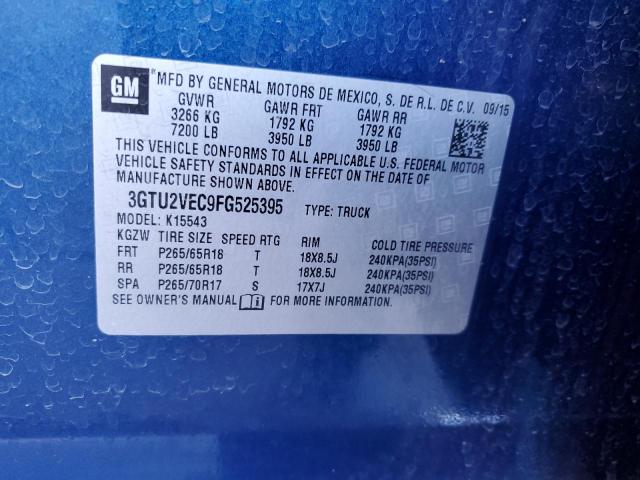 GM "MFD BY GENERAL MOTORS DE MEXICO, S. DE R.L. DE C.V. 09/15
GVWR GAWR FRT GAWR RR
3266 KG 1792 KG 1792 KG
7200 LB 3950 LB 3950 LB
THIS VEHICLE CONFORMS TO ALL APPLICABLE U.S. FEDERAL MOTOR
VEHICLE SAFETY STANDARDS IN EFFECT ON THE DATE OF
MANUFACTURE SHOWN ABOVE.
3GTU2VEC9FG525395 TYPE: TRUCK
MODEL: K15543
KGZW TIRE SIZE SPEED RTG RIM COLD TIRE PRESSURE
FRT P265/65R18 T 18X8.5J 240KPA(35PSI)
RR P265/65R18 T 18X8.5J 240KPA(35PSI)
SPA P265/70R17 S 17X7J 240KPA(35PSI)
SEE OWNER'S MANUAL FOR MORE INFORMATION.